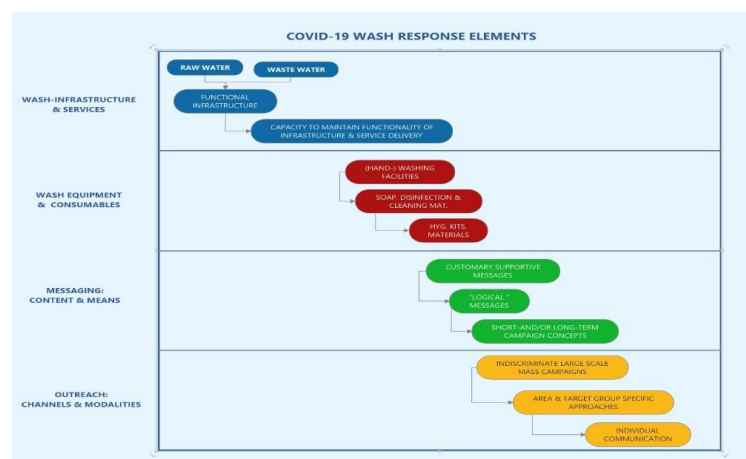 COVID-19 WASH RESPONSE ELEMENTS
WASH-INFRASTRUCTURE
& SERVICES
RAW WATER
WASTE WATER
FUNCTIONAL
INFRASTRUCTURE
CAPACITY TO MAINTAIN FUNCTIONALITY OF
INFRASTRUCTURE & SERVICE DELIVERY
WASH EQUIPMENT
& CONSUMABLES
(HAND-) WASHING
FACILITIES
SOAP, DISINFECTION &
CLEANING MAT.
HYG. KITS,
MATERIALS
MESSAGING:
CONTENT & MEANS
CUSTOMARY SUPPORTIVE
MESSAGES
"LOGICAL "
MESSAGES
SHORT-AND/OR LONG-TERM
CAMPAIGN CONCEPTS
OUTREACH:
CHANNELS & MODALITIES
INDISCRIMINATE LARGE SCALE
MASS CAMPAIGNS
AREA & TARGET GROUP SPECIFIC
APPROACHES
INDIVIDUAL
COMMUNICATION